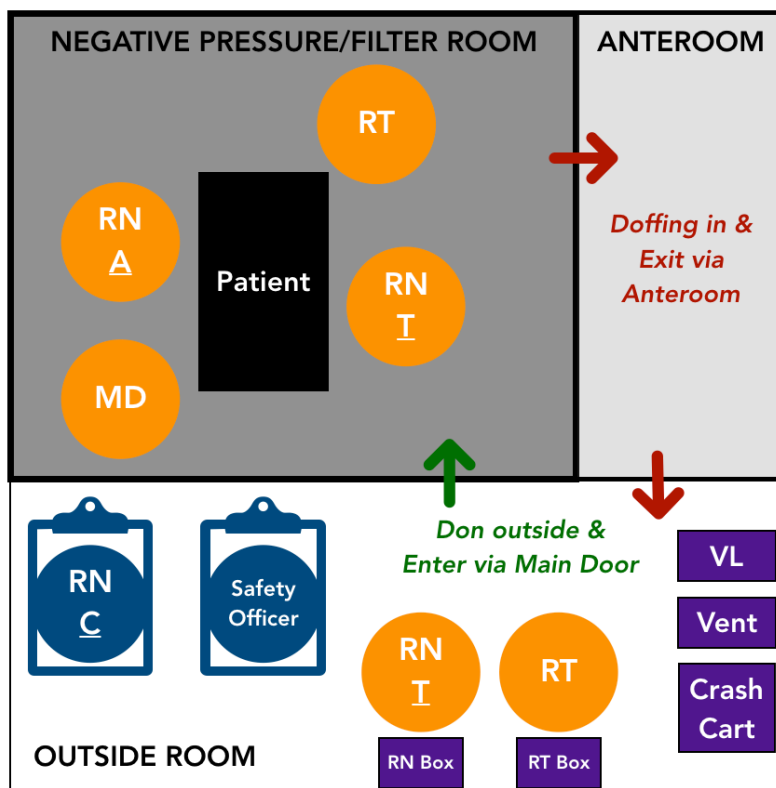 NEGATIVE PRESSURE/FILTER ROOM
ANTEROOM
RT
RN
A
Patient
RN
T
MD
Doffing in &
Exit via
Anteroom
Don outside &
Enter via Main Door
RN
C
Safety
Officer
RN
T
RT
RN Box
RT Box
VL
Vent
Crash
Cart
OUTSIDE ROOM